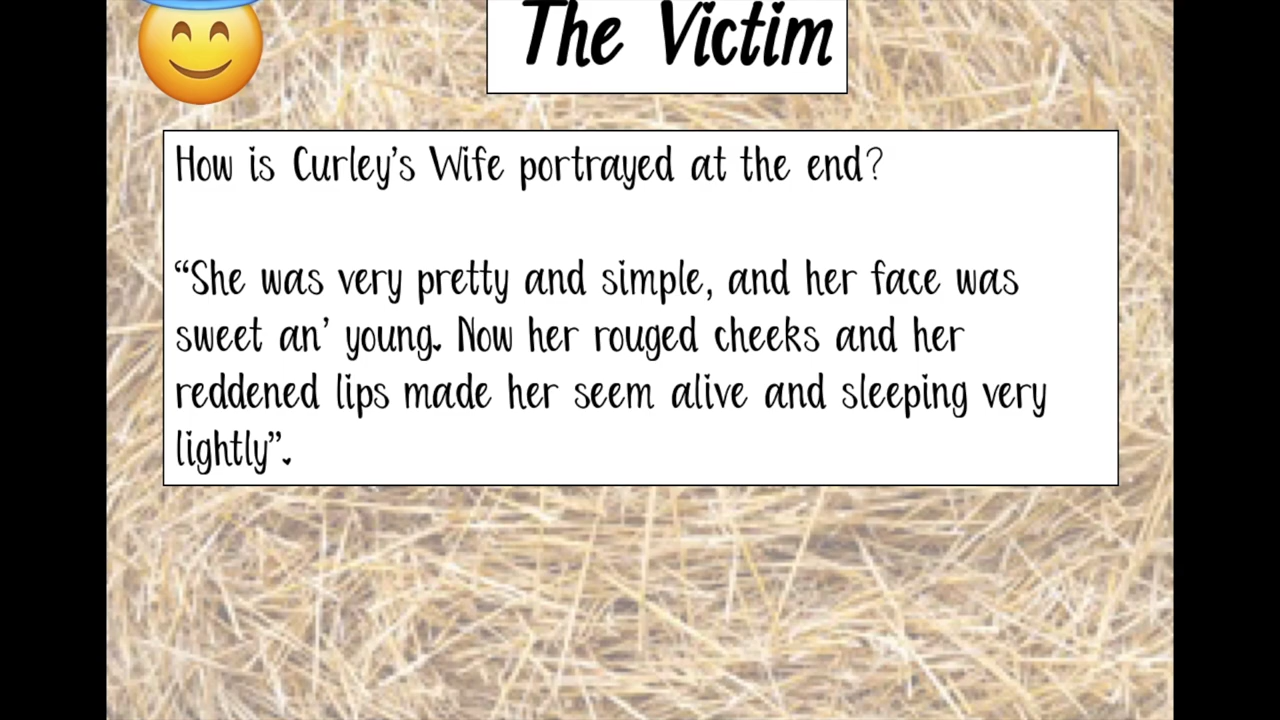 The Victim
How is Curley's Wife portrayed at the end?
“She was very pretty and simple, and her face was
sweet an’ young. Now her rouged cheeks and her
reddened lips made her seem alive and sleeping very
lightly”.